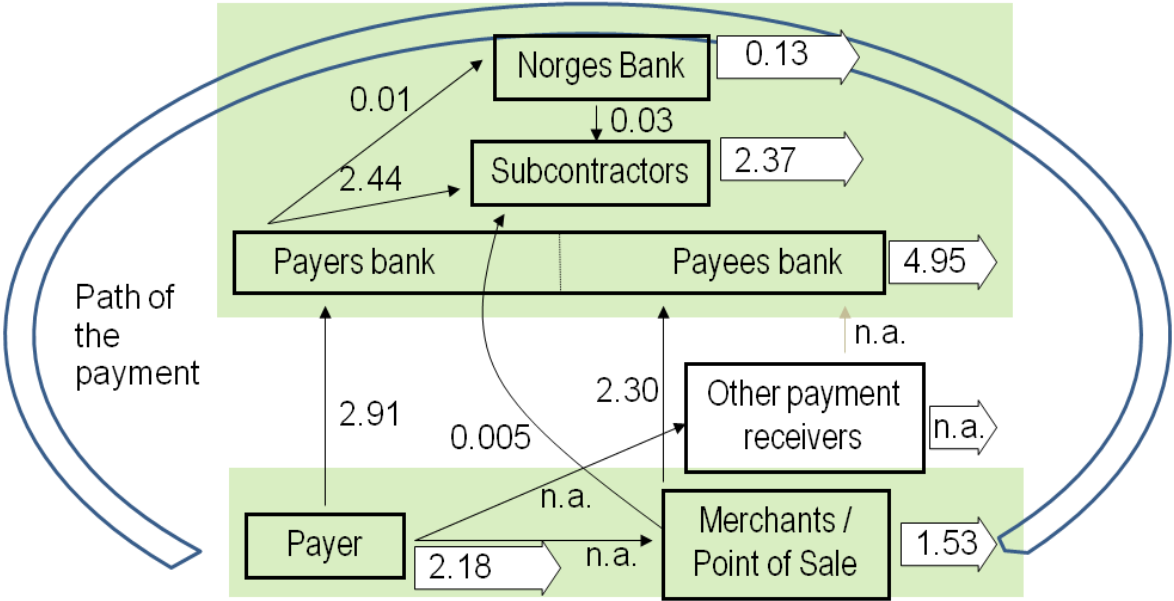 Norges Bank
0.13
0.01
0.03
Subcontractors
2.37
2.44
Payers bank
Payees bank
4.95
Path of
the
payment
n.a.
2.91
2.30
0.005
Other payment
receivers
n.a.
n.a.
Payer
2.18
n.a.
Merchants /
Point of Sale
1.53